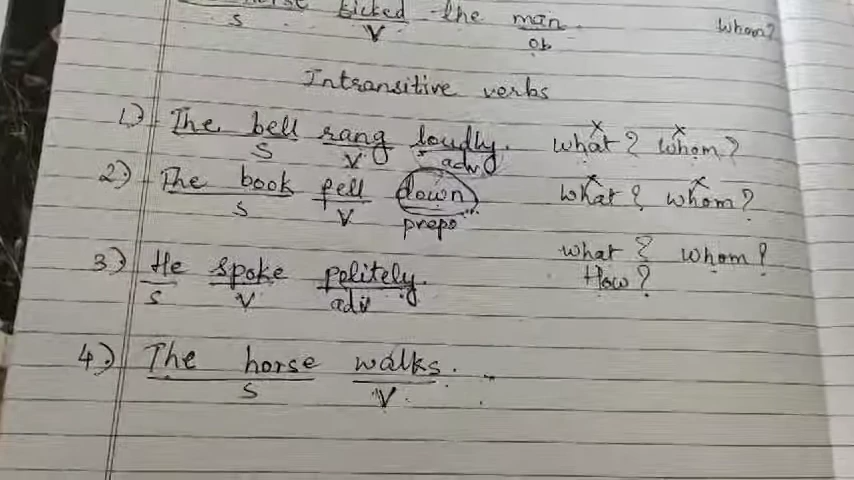 horse kicked the man. whom?
S V ob
Intransitive verbs
1.) The bell rang loudly. what? whom?
S V adv
2.) The book fell down what? whom?
S V prepo
3.) He spoke politely. what? whom?
S V adv How?
4.) The horse walks.
S V